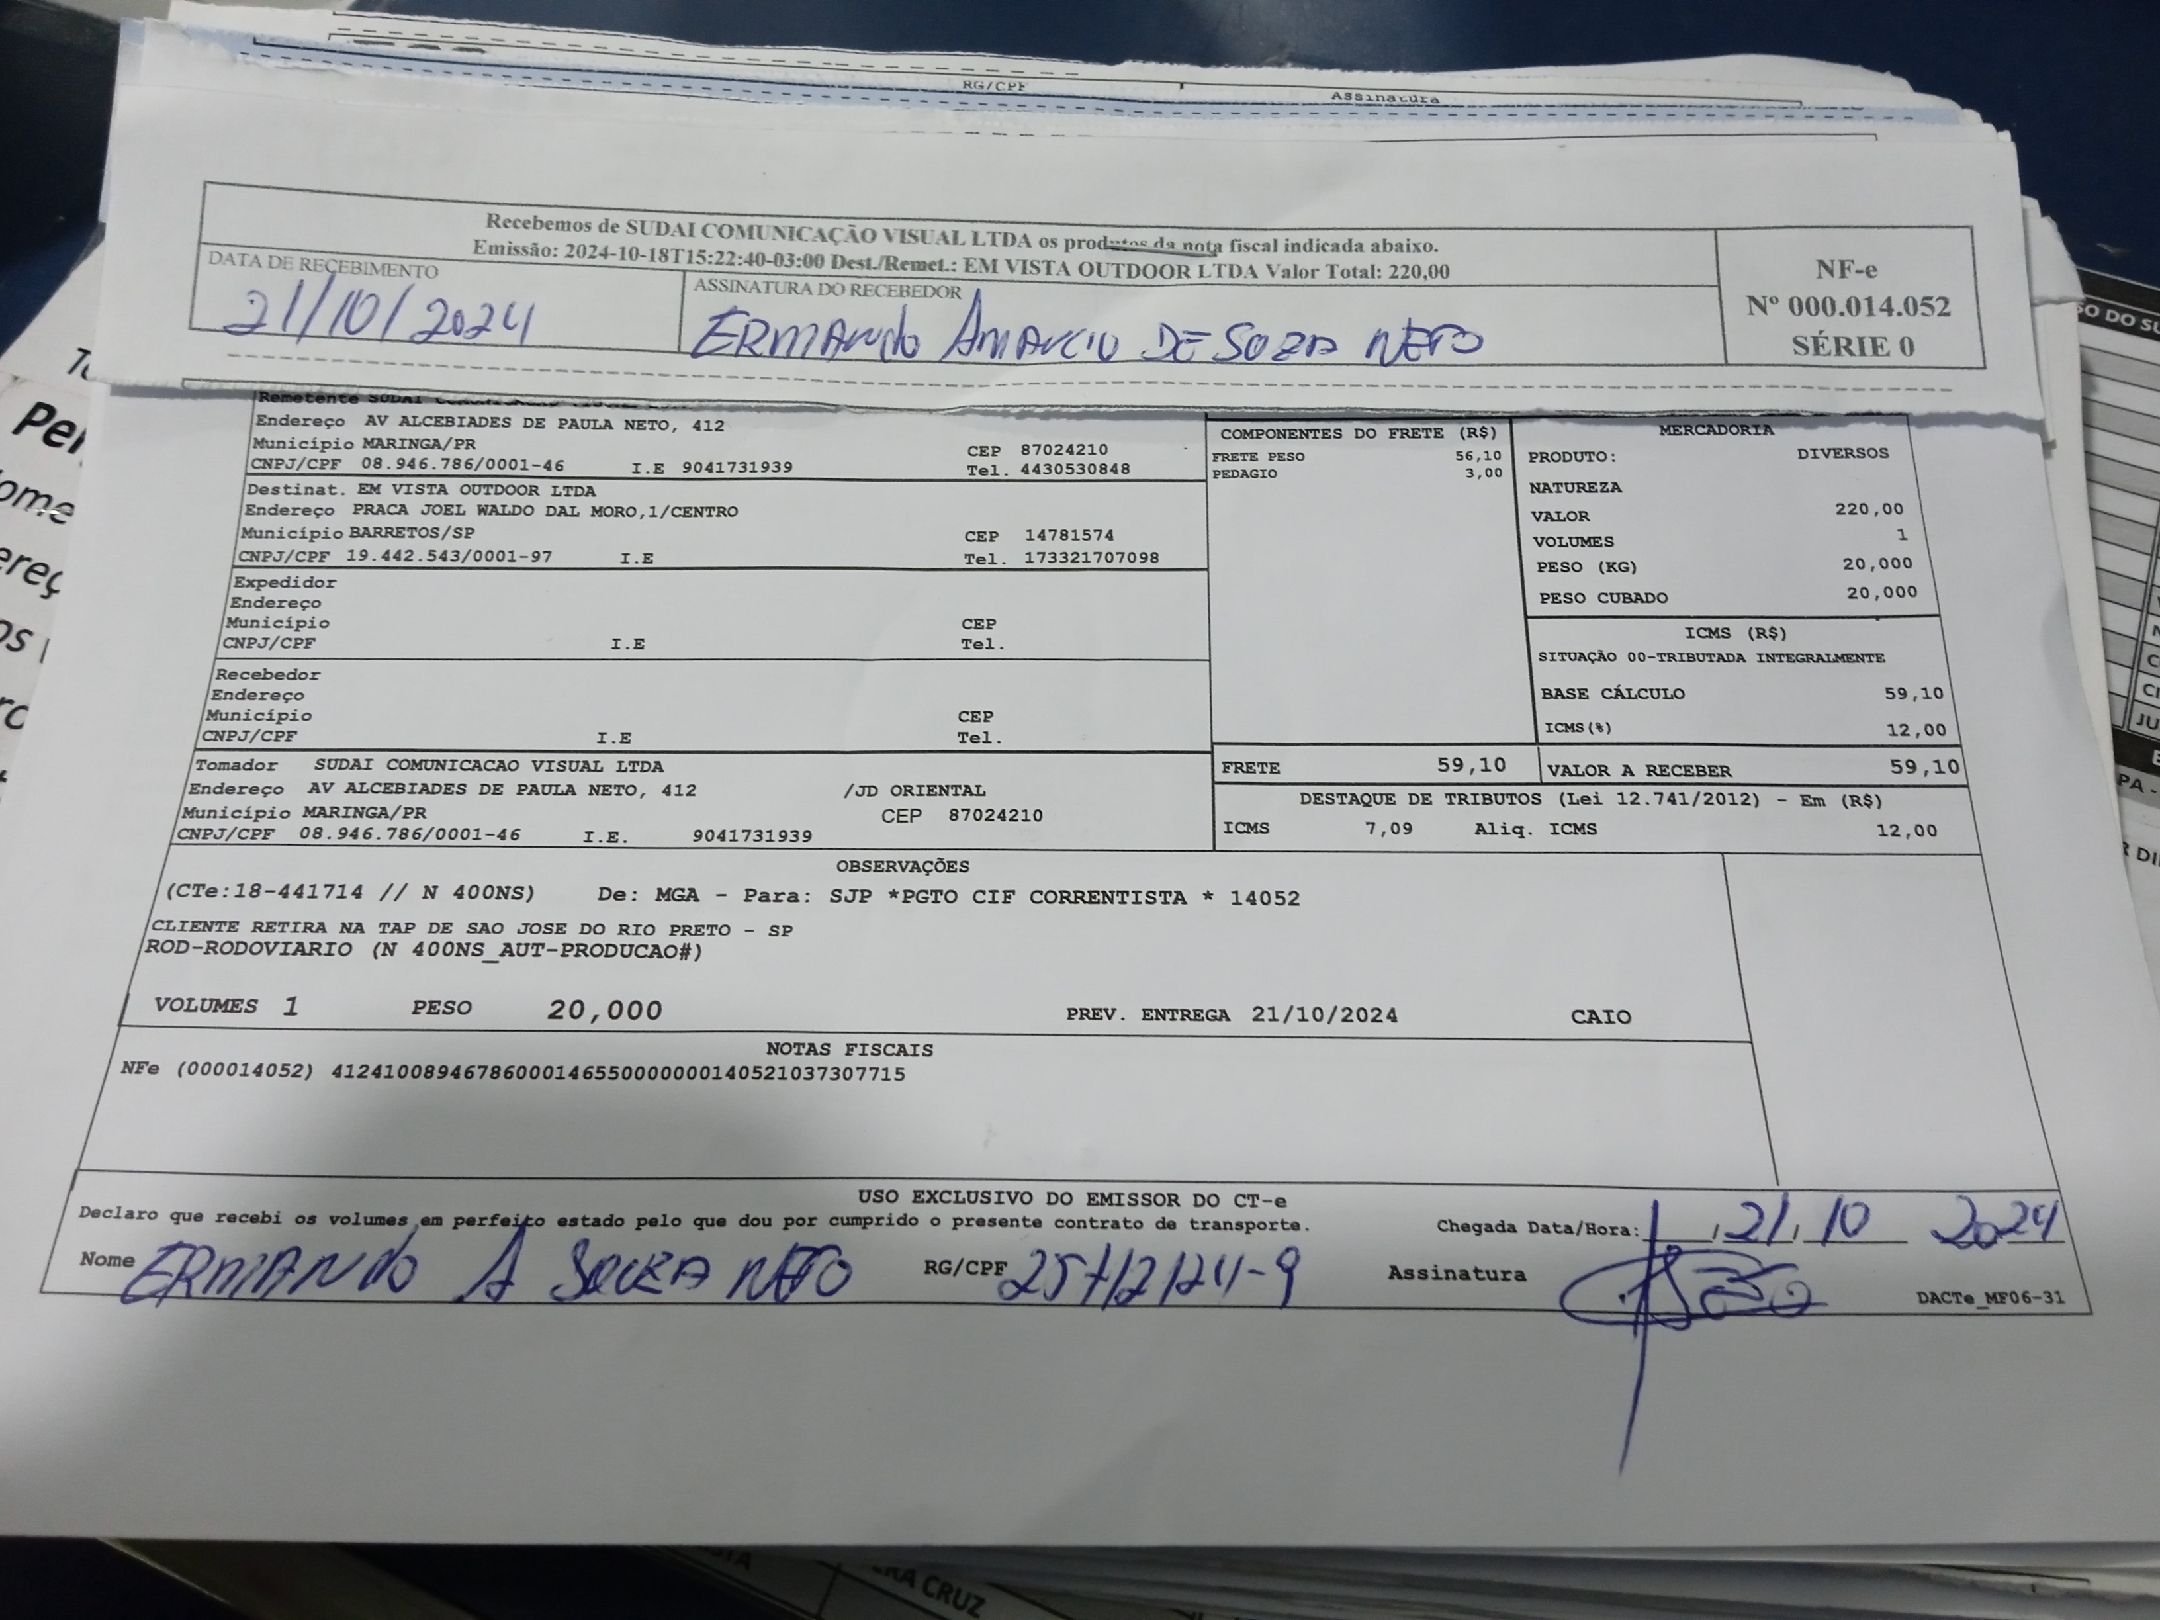 RG/CPF Assinatura
Recebemos de SUDAI COMUNICAÇÃO VISUAL LTDA os produtos da nota fiscal indicada abaixo.
Emissão: 2024-10-18T15:22:40-03:00 Dest./Remet.: EM VISTA OUTDOOR LTDA Valor Total: 220,00
DATA DE RECEBIMENTO
21/10/2024
ASSINATURA DO RECEBEDOR
ERMANDO AMANCIO DE SOUZA NETO
NF-e
Nº 000.014.052
SÉRIE 0
Remetente SUDAI
Endereço AV ALCEBIADES DE PAULA NETO, 412
Município MARINGA/PR CEP 87024210
CNPJ/CPF 08.946.786/0001-46 I.E 9041731939 Tel. 4430530848
Destinat. EM VISTA OUTDOOR LTDA
Endereço PRACA JOEL WALDO DAL MORO,1/CENTRO
Município BARRETOS/SP CEP 14781574
CNPJ/CPF 19.442.543/0001-97 I.E Tel. 173321707098
Expedidor
Endereço
Município CEP
CNPJ/CPF I.E Tel.
Recebedor
Endereço
Município CEP
CNPJ/CPF I.E Tel.
Tomador SUDAI COMUNICACAO VISUAL LTDA
Endereço AV ALCEBIADES DE PAULA NETO, 412 /JD ORIENTAL
Município MARINGA/PR CEP 87024210
CNPJ/CPF 08.946.786/0001-46 I.E. 9041731939
COMPONENTES DO FRETE (R$)
FRETE PESO 56,10
PEDAGIO 3,00
MERCADORIA
PRODUTO: DIVERSOS
NATUREZA
VALOR 220,00
VOLUMES 1
PESO (KG) 20,000
PESO CUBADO 20,000
ICMS (R$)
SITUAÇÃO 00-TRIBUTADA INTEGRALMENTE
BASE CÁLCULO 59,10
ICMS(%) 12,00
FRETE 59,10 VALOR A RECEBER 59,10
DESTAQUE DE TRIBUTOS (Lei 12.741/2012) - Em (R$)
ICMS 7,09 Aliq. ICMS 12,00
OBSERVAÇÕES
(CTe:18-441714 // N 400NS) De: MGA - Para: SJP *PGTO CIF CORRENTISTA * 14052
CLIENTE RETIRA NA TAP DE SAO JOSE DO RIO PRETO - SP
ROD-RODOVIARIO (N 400NS_AUT-PRODUCAO#)
VOLUMES 1 PESO 20,000 PREV. ENTREGA 21/10/2024 CAIO
NOTAS FISCAIS
NFe (000014052) 41241008946786000146550000000140521037307715
USO EXCLUSIVO DO EMISSOR DO CT-e
Declaro que recebi os volumes em perfeito estado pelo que dou por cumprido o presente contrato de transporte. Chegada Data/Hora: 21, 10 2024
Nome ERMANDO A SOUZA NETO RG/CPF Assinatura
DACTe_MF06-31
CRUZ